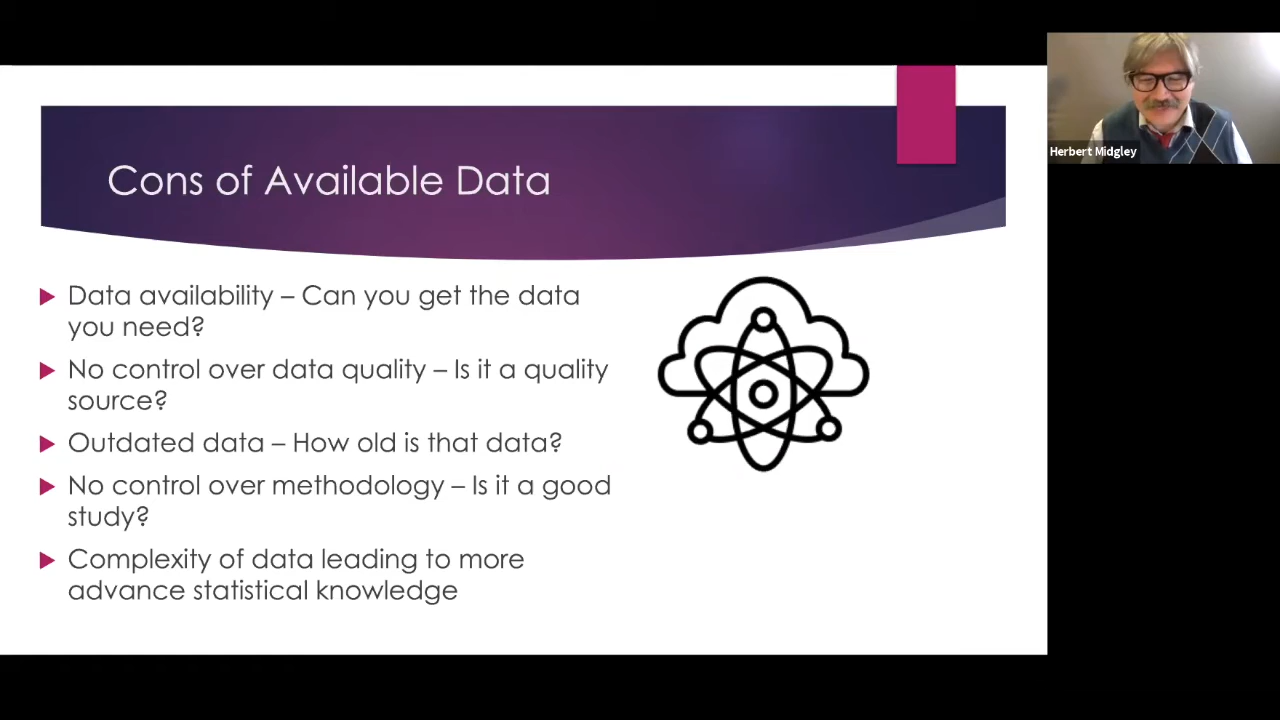 Cons of Available Data
Data availability – Can you get the data
you need?
No control over data quality – Is it a quality
source?
Outdated data – How old is that data?
No control over methodology – Is it a good
study?
Complexity of data leading to more
advance statistical knowledge
Herbert Midgley